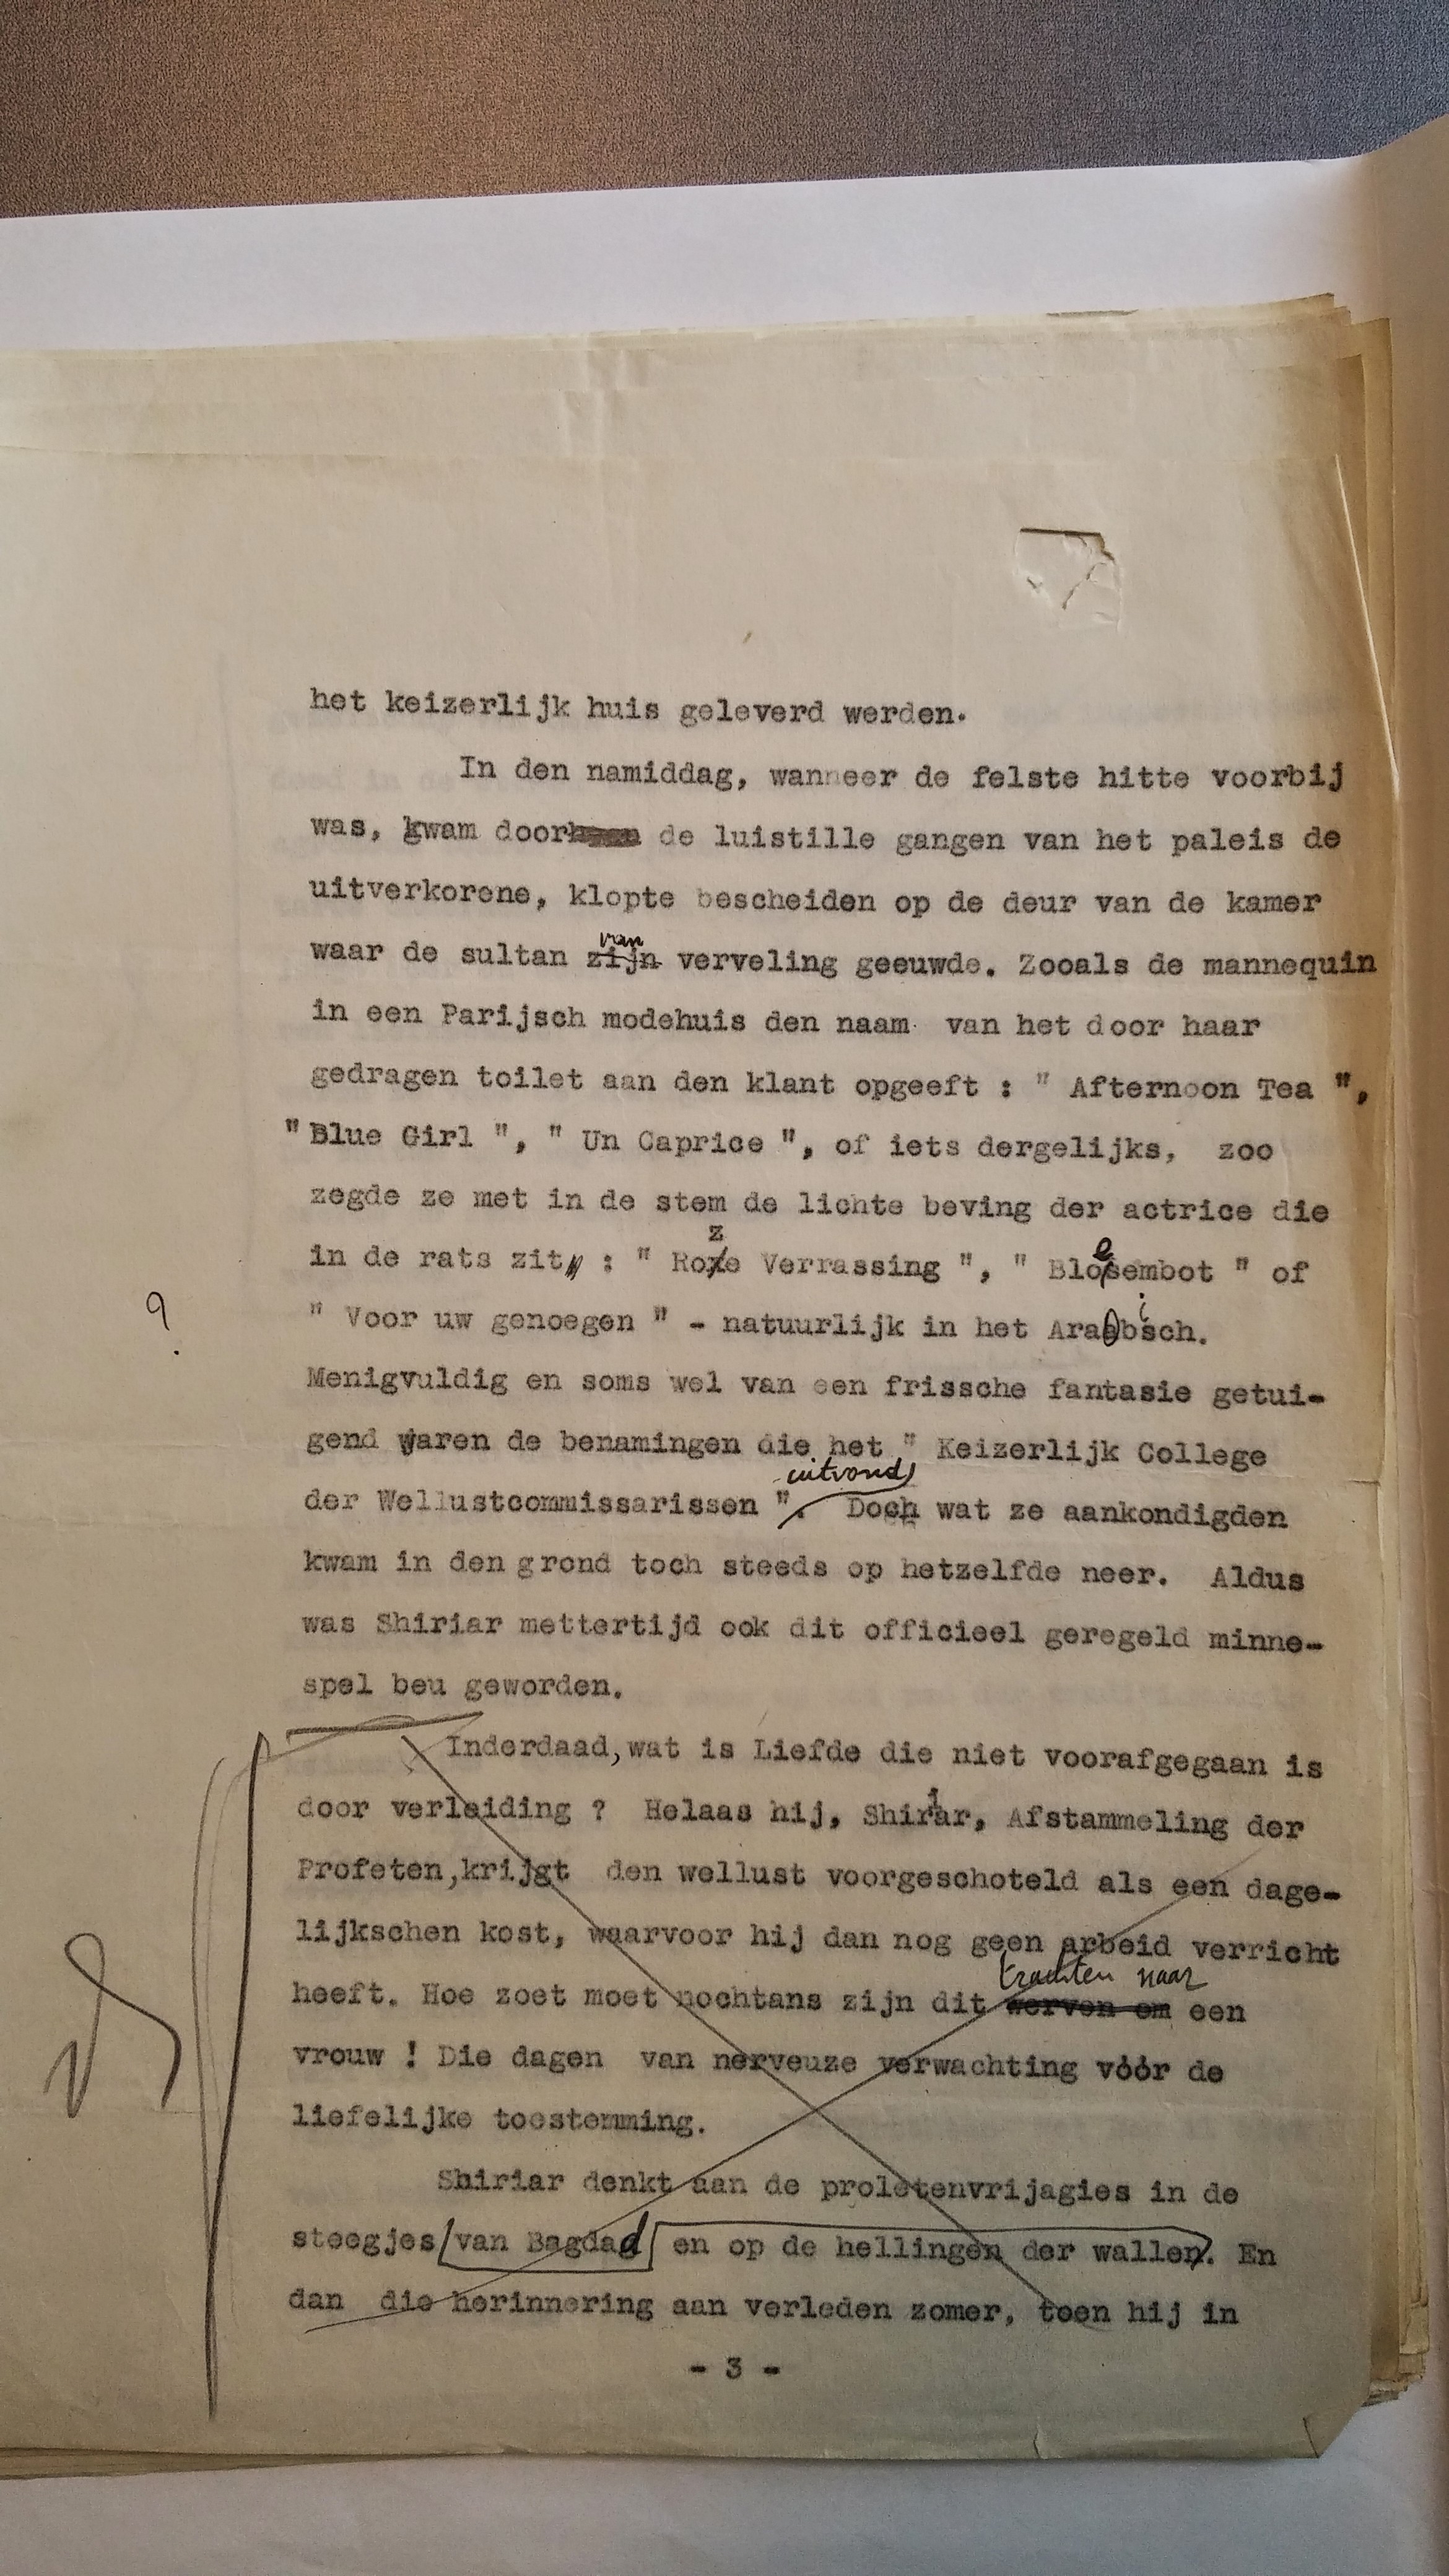 het keizerlijk huis geleverd werden.
In den namiddag, wanneer de felste hitte voorbij
was, kwam door de luistille gangen van het paleis de
uitverkorene, klopte bescheiden op de deur van de kamer
van
waar de sultan zijn verveling geeuwde. Zooals de mannequin
in een Parijsch modehuis den naam van het door haar
gedragen toilet aan den klant opgeeft : " Afternoon Tea ",
" Blue Girl ", " Un Caprice ", of iets dergelijks, zoo
zegde ze met in de stem de lichte beving der actrice die
in de rats zit : " Roze Verrassing ", " Bloesembot " of
?
" Voor uw genoegen " - natuurlijk in het Arabisch.
Menigvuldig en soms wel van een frissche fantasie getui-
gend waren de benamingen die het " Keizerlijk College
uitvond
der Wellustcommissarissen ". Doch wat ze aankondigden
kwam in den grond toch steeds op hetzelfde neer. Aldus
was Shiriar mettertijd ook dit officieel geregeld minne-
spel beu geworden.
Inderdaad, wat is Liefde die niet voorafgegaan is
door verleiding ? Helaas hij, Shiriar, Afstammeling der
Profeten, krijgt den wellust voorgeschoteld als een dage-
lijkschen kost, waarvoor hij dan nog geen arbeid verricht
trachten naar
heeft. Hoe zoet moet nochtans zijn dit werven om een
vrouw ! Die dagen van nerveuze verwachting vóór de
liefelijke toestemming.
Shiriar denkt aan de proletenvrijagies in de
steegjes van Bagdad en op de hellingen der wallen. En
dan die herinnering aan verleden zomer, toen hij in
- 3 -